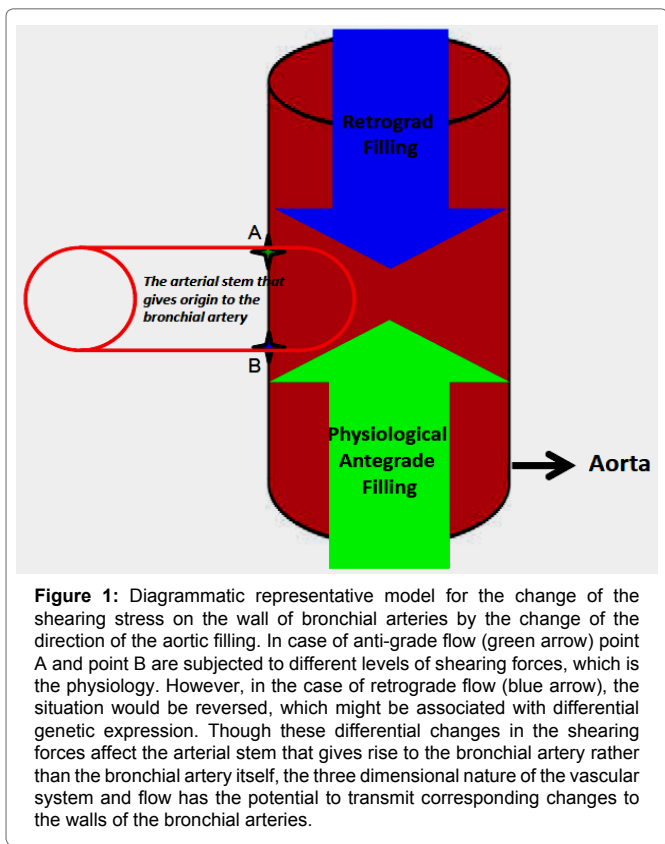 Retrograd
Filling
A
The arterial stem that
gives origin to the
bronchial artery
B
Physiological
Antegrade
Filling
Aorta
Figure 1: Diagrammatic representative model for the change of the
shearing stress on the wall of bronchial arteries by the change of the
direction of the aortic filling. In case of anti-grade flow (green arrow) point
A and point B are subjected to different levels of shearing forces, which is
the physiology. However, in the case of retrograde flow (blue arrow), the
situation would be reversed, which might be associated with differential
genetic expression. Though these differential changes in the shearing
forces affect the arterial stem that gives rise to the bronchial artery rather
than the bronchial artery itself, the three dimensional nature of the vascular
system and flow has the potential to transmit corresponding changes to
the walls of the bronchial arteries.